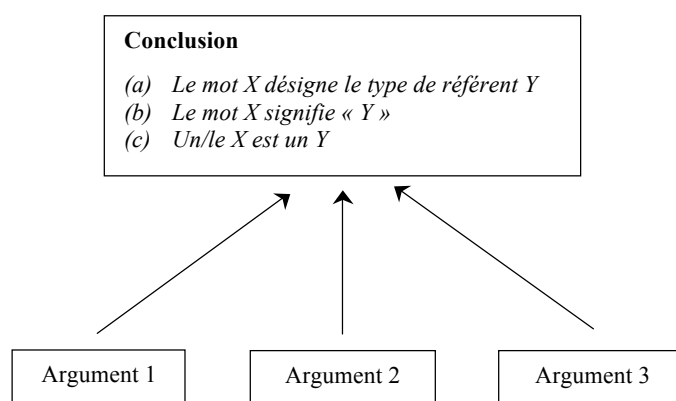 Conclusion
(a) Le mot X désigne le type de référent Y
(b) Le mot X signifie « Y »
(c) Un/le X est un Y
Argument 1 Argument 2 Argument 3